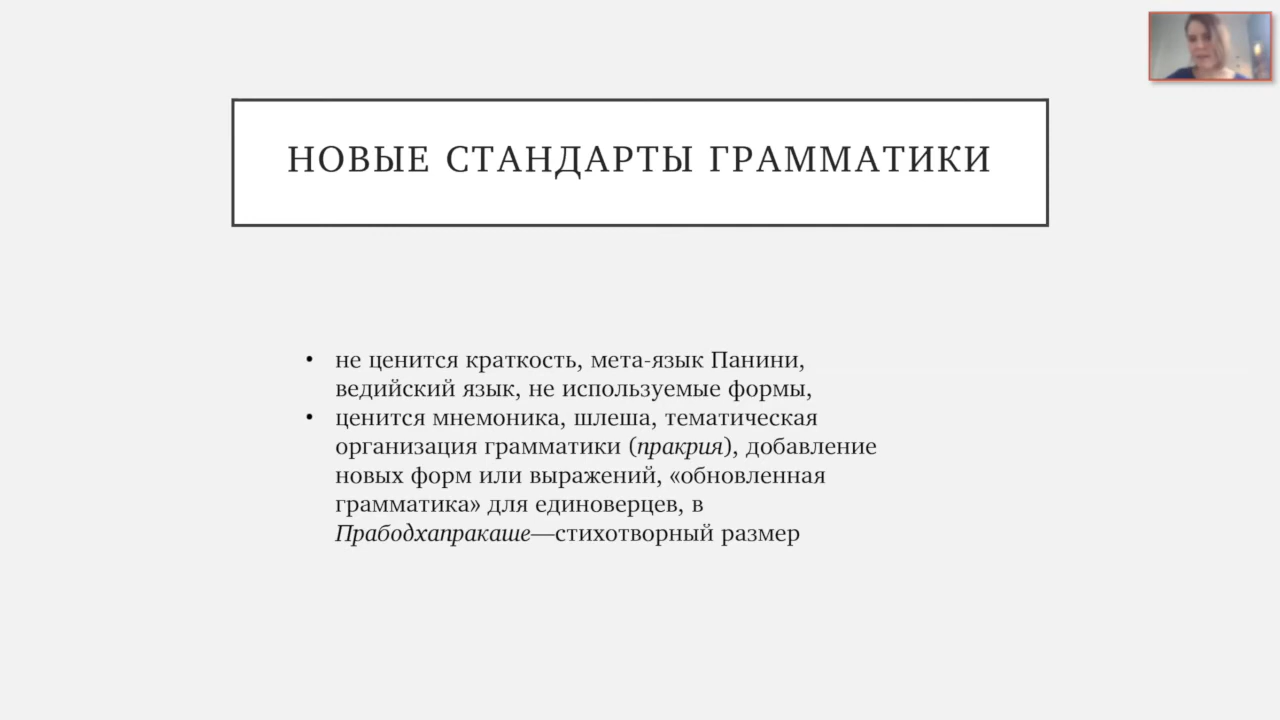 НОВЫЕ СТАНДАРТЫ ГРАММАТИКИ
• не ценится краткость, мета-язык Панини,
ведийский язык, не используемые формы,
• ценится мнемоника, шлеша, тематическая
организация грамматики (пракрия), добавление
новых форм или выражений, «обновленная
грамматика» для единоверцев, в
Прабодхапракаше—стихотворный размер